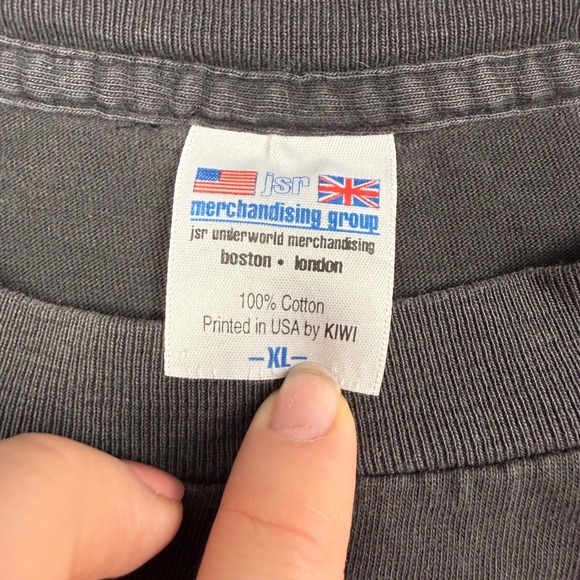 jsr
merchandising group
jsr underworld merchandising
boston • london
100% Cotton
Printed in USA by KIWI
–XL–